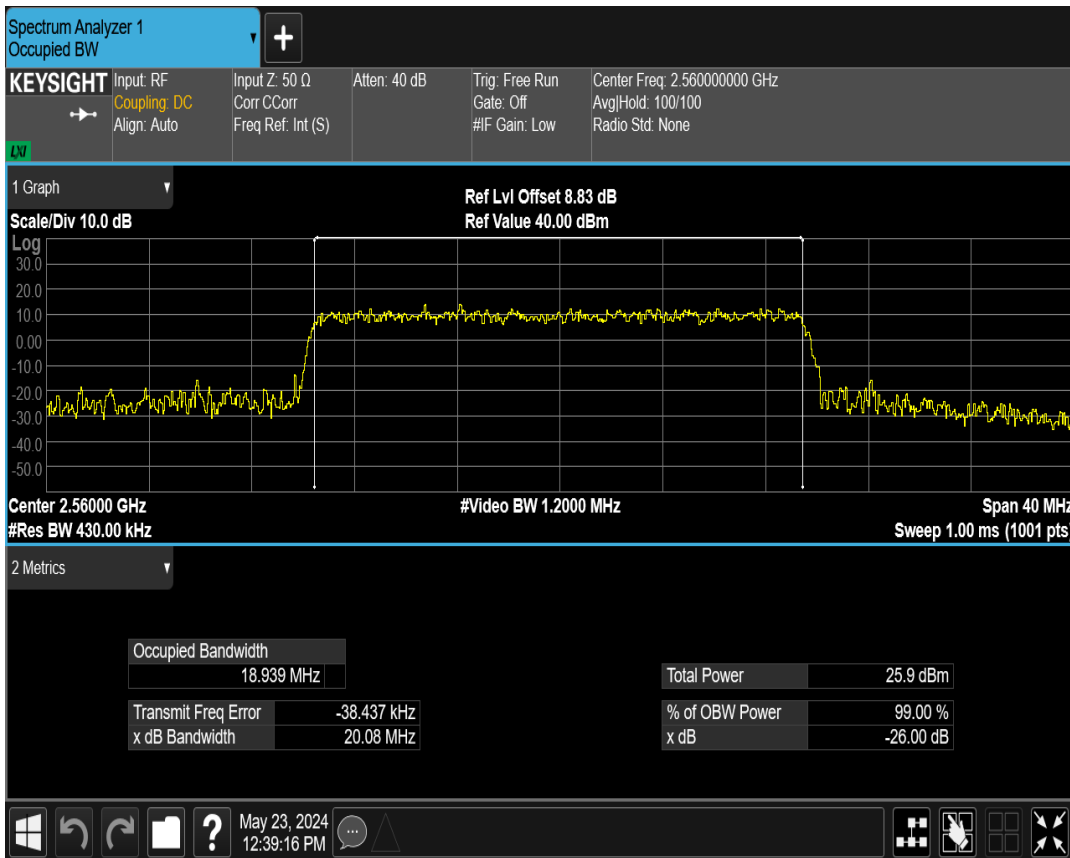 Spectrum Analyzer 1
Occupied BW
KEYSIGHT
Input: RF
Coupling: DC
Align: Auto
Input Z: 50 Ω
Corr CCorr
Freq Ref: Int (S)
Atten: 40 dB
Trig: Free Run
Gate: Off
#IF Gain: Low
Center Freq: 2.560000000 GHz
Avg|Hold: 100/100
Radio Std: None
LXI
1 Graph
Scale/Div 10.0 dB
Ref Lvl Offset 8.83 dB
Ref Value 40.00 dBm
Log
30.0
20.0
10.0
0.00
-10.0
-20.0
-30.0
-40.0
-50.0
Center 2.56000 GHz
#Video BW 1.2000 MHz
Span 40 MHz
#Res BW 430.00 kHz
Sweep 1.00 ms (1001 pts)
2 Metrics
Occupied Bandwidth
18.939 MHz
Total Power 25.9 dBm
Transmit Freq Error -38.437 kHz
% of OBW Power 99.00 %
x dB Bandwidth 20.08 MHz
x dB -26.00 dB
?
May 23, 2024
12:39:16 PM